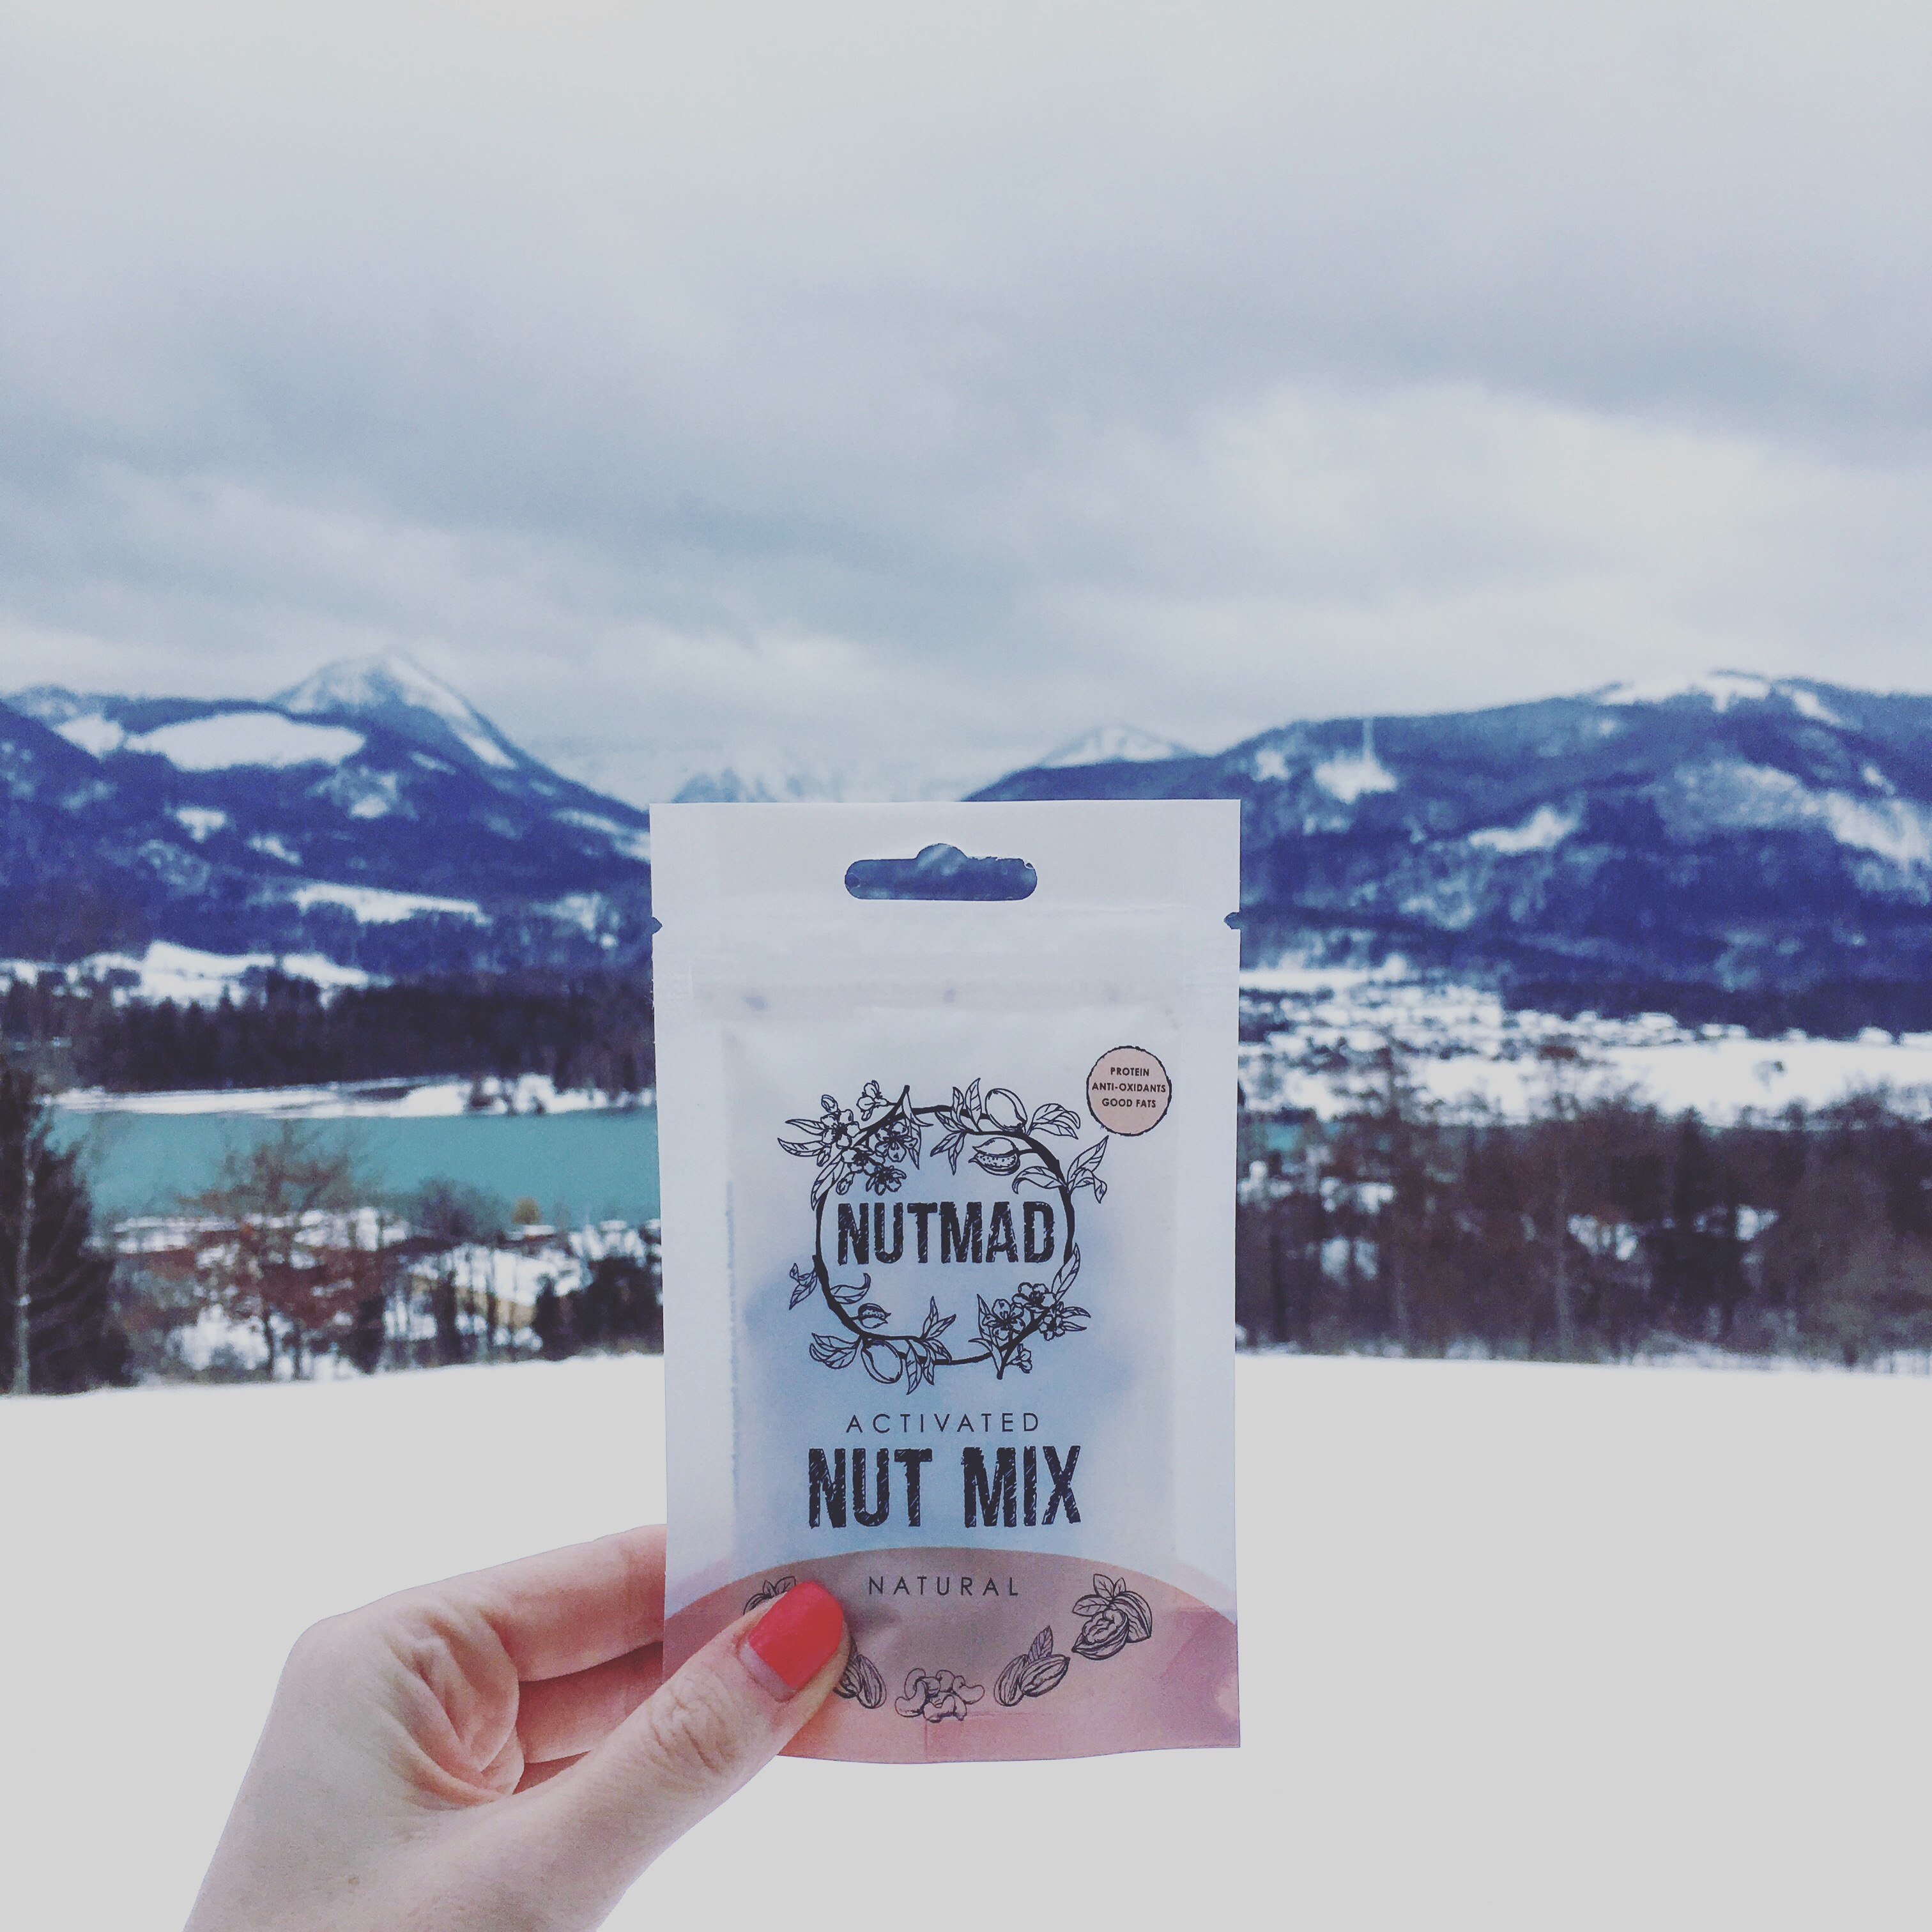 PROTEIN
ANTI-OXIDANTS
GOOD FATS
NUTMAD
ACTIVATED
NUT MIX
NATURAL